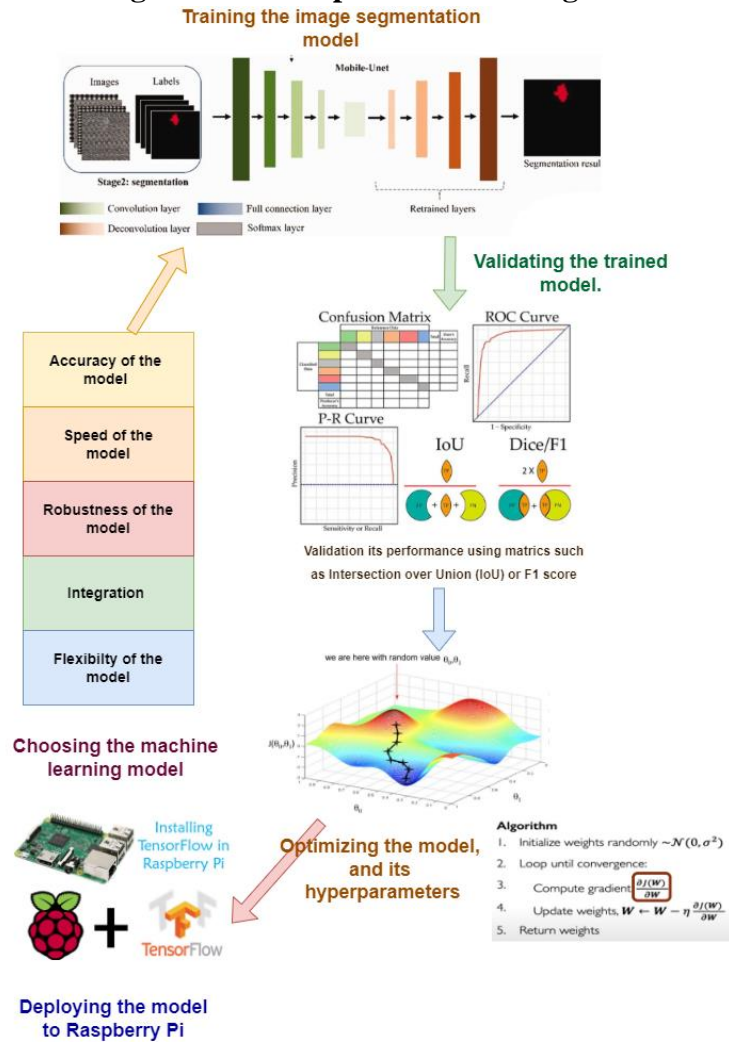 Training the image segmentation
model
Mobile-Unet
Images
Labels
Stage2: segmentation
Segmentation resul
Convolution layer
Full connection layer
Deconvolution layer
Softmax layer
Retrained layers
Validating the trained
model.
Accuracy of the
model
Speed of the
model
Robustness of the
model
Integration
Flexibilty of the
model
Choosing the machine
learning model
Confusion Matrix
ROC Curve
Recall
1 - Specificity
P-R Curve
Precision
Sensitivity or Recall
IoU
Dice/F1
2 X
Validation its performance using matrics such
as Intersection over Union (IoU) or F1 score
we are here with random value θ₀,θ₁
J(θ₀,θ₁)
θ₀
θ₁
Installing
TensorFlow in
Raspberry Pi
TensorFlow
Optimizing the model,
and its
hyperparameters
Algorithm
1. Initialize weights randomly ~𝒩(0, σ²)
2. Loop until convergence:
3. Compute gradient, ∂J(W)/∂W
4. Update weights, W ← W − η ∂J(W)/∂W
5. Return weights
Deploying the model
to Raspberry Pi